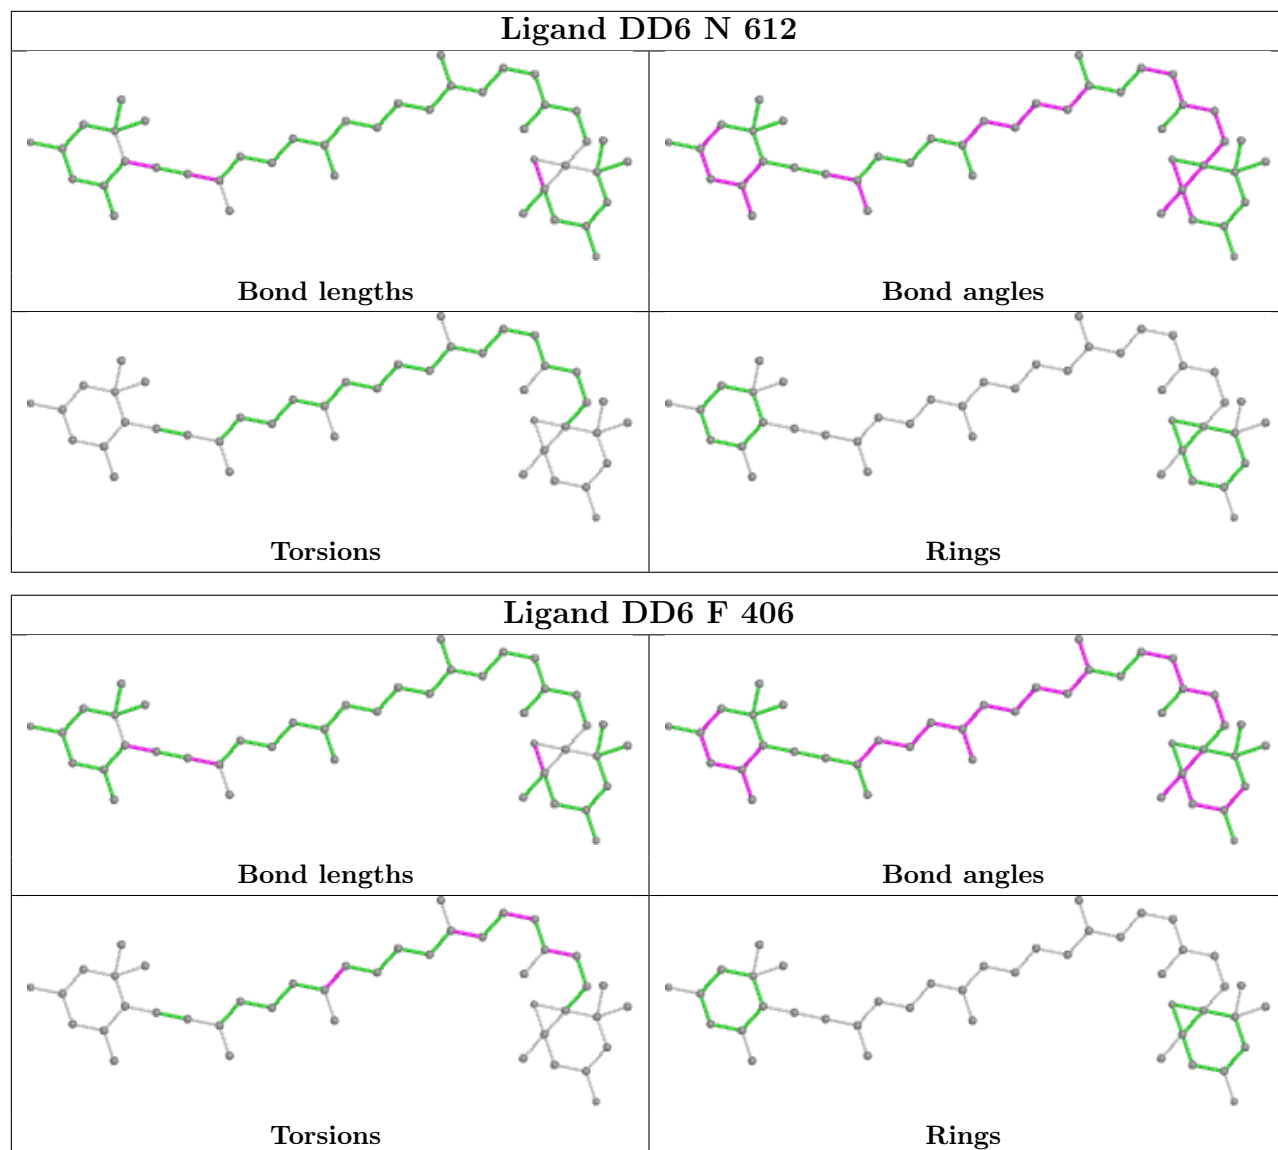 Ligand DD6 N 612
Bond lengths
Bond angles
Torsions
Rings
Ligand DD6 F 406
Bond lengths
Bond angles
Torsions
Rings